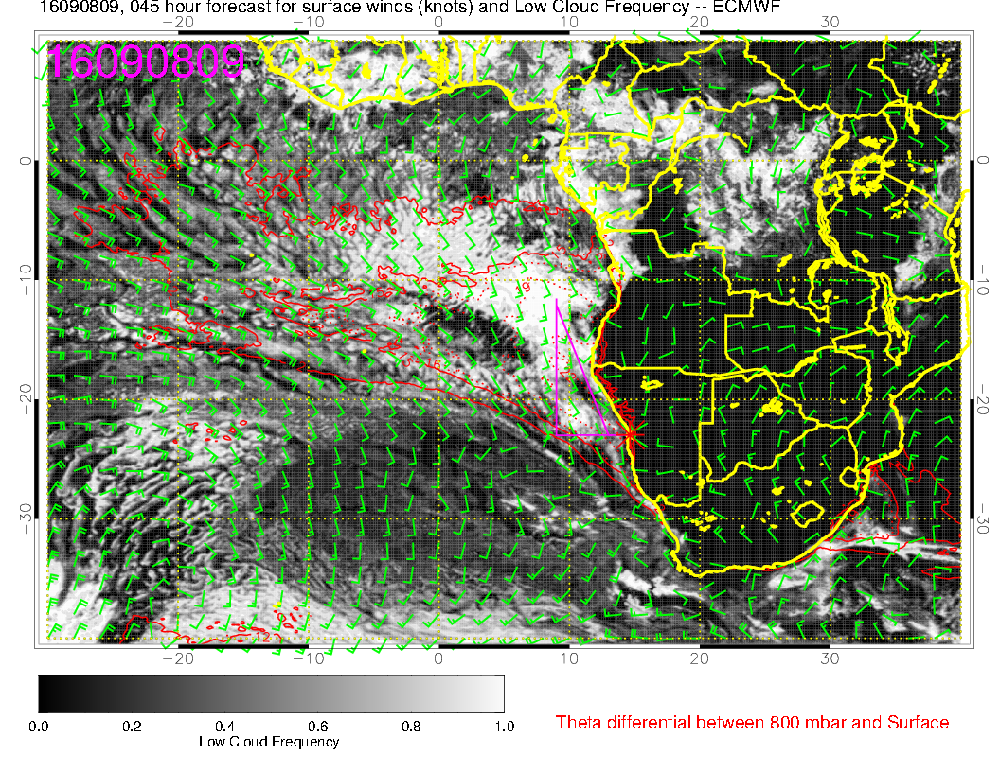 16090809, 045 hour forecast for surface winds (knots) and Low Cloud Frequency -- ECMWF
−20 −10 0 10 20 30
16090809
0 0
−10 −10
−20 −20
−30 −30
−20 −10 0 10 20 30
0.0 0.2 0.4 0.6 0.8 1.0
Low Cloud Frequency
Theta differential between 800 mbar and Surface